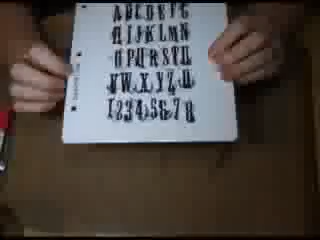 ABCDEFG
HIJKLMN
OPQRSTU
VWXYZ
12345678